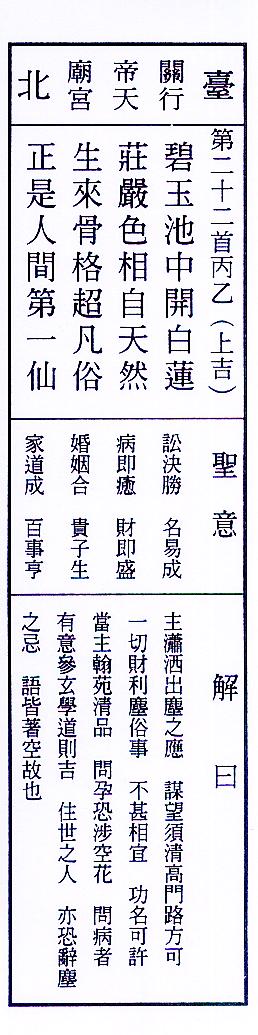 臺
關行
帝天
廟宮
北
第二十二首丙乙(上吉)
碧玉池中開白蓮
莊嚴色相自天然
生來骨格超凡俗
正是人間第一仙
聖意
訟決勝 名易成
病即癒 財即盛
婚姻合 貴子生
家道成 百事亨
解曰
主瀟洒出塵之應 謀望須清高門路方可
一切財利塵俗事 不甚相宜 功名可許
當主翰苑清品 問孕恐涉空花 問病者
有意參玄學道則吉 住世之人 亦恐辭塵
之忌 語皆著空故也